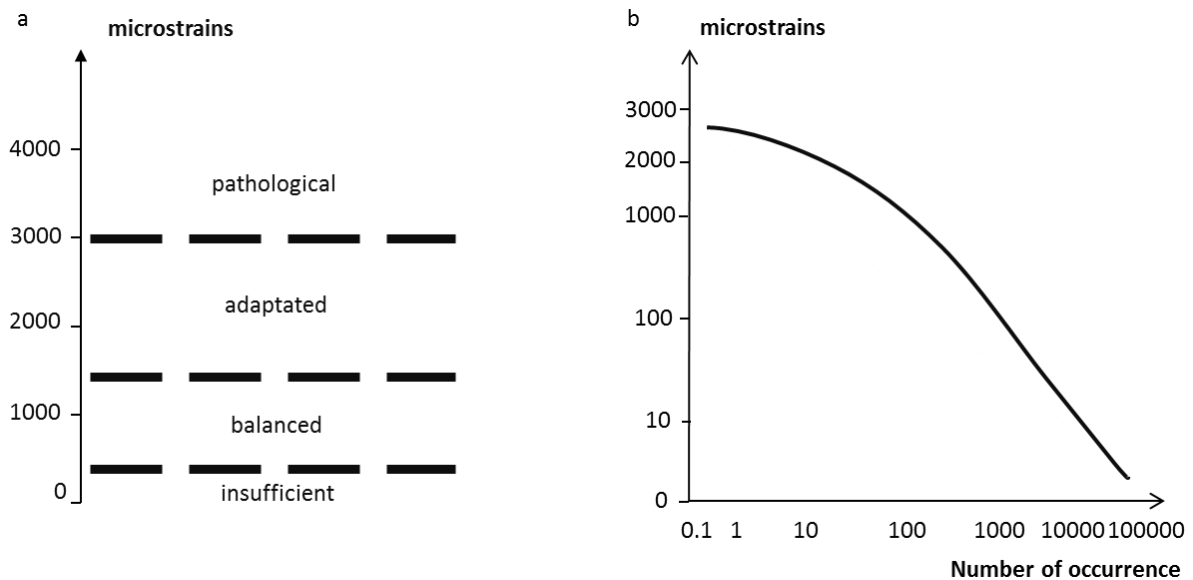 a
microstrains
4000
pathological
3000
adaptated
2000
1000
balanced
0
insufficient
b
microstrains
3000
2000
1000
100
10
0
0.1 1 10 100 1000 10000 100000
Number of occurrence